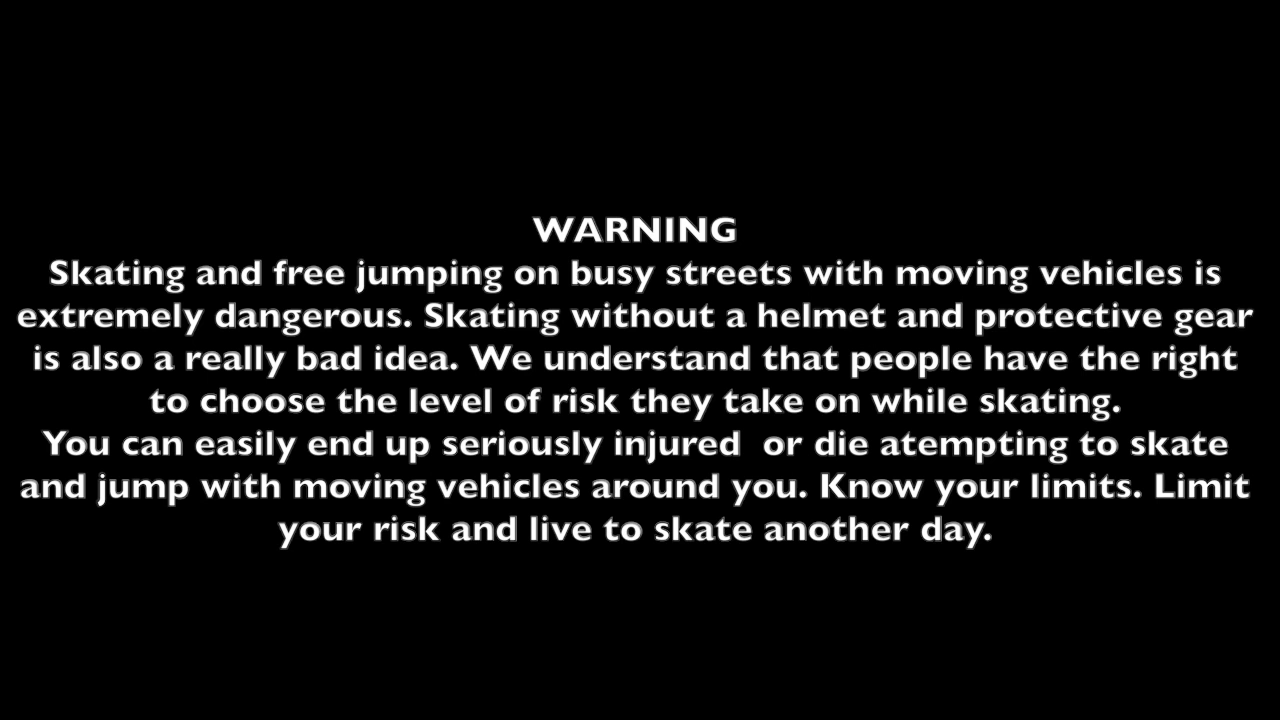 WARNING
Skating and free jumping on busy streets with moving vehicles is
extremely dangerous. Skating without a helmet and protective gear
is also a really bad idea. We understand that people have the right
to choose the level of risk they take on while skating.
You can easily end up seriously injured  or die atempting to skate
and jump with moving vehicles around you. Know your limits. Limit
your risk and live to skate another day.